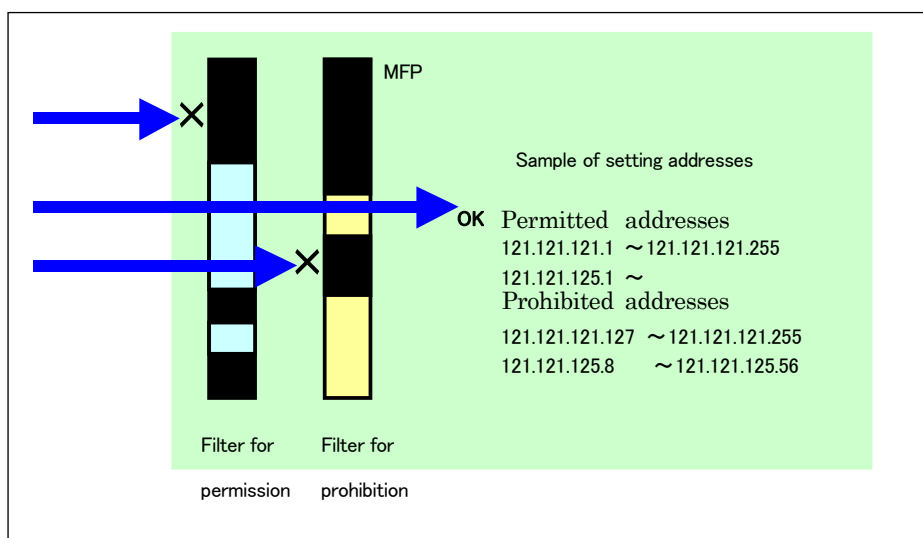 MFP
Sample of setting addresses
OK
Permitted addresses
121.121.121.1 ～121.121.121.255
121.121.125.1 ～
Prohibited addresses
121.121.121.127 ～121.121.121.255
121.121.125.8 ～121.121.125.56
Filter for permission
Filter for prohibition